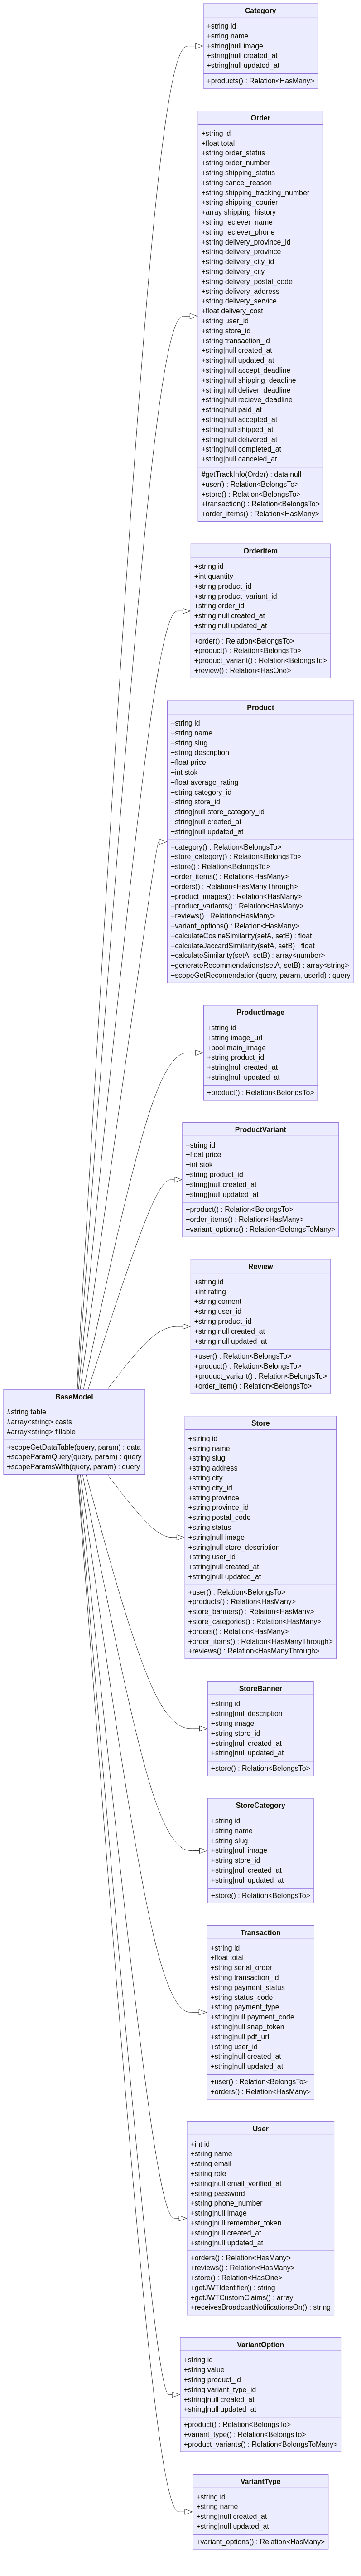 Category
+string id
+string name
+string|null image
+string|null created_at
+string|null updated_at
+products() : Relation<HasMany>
Order
+string id
+float total
+string order_status
+string order_number
+string shipping_status
+string cancel_reason
+string shipping_tracking_number
+string shipping_courier
+array shipping_history
+string reciever_name
+string reciever_phone
+string delivery_province_id
+string delivery_province
+string delivery_city_id
+string delivery_city
+string delivery_postal_code
+string delivery_address
+string delivery_service
+float delivery_cost
+string user_id
+string store_id
+string transaction_id
+string|null created_at
+string|null updated_at
+string|null accept_deadline
+string|null shipping_deadline
+string|null deliver_deadline
+string|null recieve_deadline
+string|null paid_at
+string|null accepted_at
+string|null shipped_at
+string|null delivered_at
+string|null completed_at
+string|null canceled_at
#getTrackInfo(Order) : data|null
+user() : Relation<BelongsTo>
+store() : Relation<BelongsTo>
+transaction() : Relation<BelongsTo>
+order_items() : Relation<HasMany>
OrderItem
+string id
+int quantity
+string product_id
+string product_variant_id
+string order_id
+string|null created_at
+string|null updated_at
+order() : Relation<BelongsTo>
+product() : Relation<BelongsTo>
+product_variant() : Relation<BelongsTo>
+review() : Relation<HasOne>
Product
+string id
+string name
+string slug
+string description
+float price
+int stok
+float average_rating
+string category_id
+string store_id
+string|null store_category_id
+string|null created_at
+string|null updated_at
+category() : Relation<BelongsTo>
+store_category() : Relation<BelongsTo>
+store() : Relation<BelongsTo>
+order_items() : Relation<HasMany>
+orders() : Relation<HasManyThrough>
+product_images() : Relation<HasMany>
+product_variants() : Relation<HasMany>
+reviews() : Relation<HasMany>
+variant_options() : Relation<HasMany>
+calculateCosineSimilarity(setA, setB) : float
+calculateJaccardSimilarity(setA, setB) : float
+calculateSimilarity(setA, setB) : array<number>
+generateRecommendations(setA, setB) : array<string>
+scopeGetRecomendation(query, param, userId) : query
ProductImage
+string id
+string image_url
+bool main_image
+string product_id
+string|null created_at
+string|null updated_at
+product() : Relation<BelongsTo>
ProductVariant
+string id
+float price
+int stok
+string product_id
+string|null created_at
+string|null updated_at
+product() : Relation<BelongsTo>
+order_items() : Relation<HasMany>
+variant_options() : Relation<BelongsToMany>
Review
+string id
+int rating
+string coment
+string user_id
+string product_id
+string|null created_at
+string|null updated_at
+user() : Relation<BelongsTo>
+product() : Relation<BelongsTo>
+product_variant() : Relation<BelongsTo>
+order_item() : Relation<BelongsTo>
BaseModel
#string table
#array<string> casts
#array<string> fillable
+scopeGetDataTable(query, param) : data
+scopeParamQuery(query, param) : query
+scopeParamsWith(query, param) : query
Store
+string id
+string name
+string slug
+string address
+string city
+string city_id
+string province
+string province_id
+string postal_code
+string status
+string|null image
+string|null store_description
+string user_id
+string|null created_at
+string|null updated_at
+user() : Relation<BelongsTo>
+products() : Relation<HasMany>
+store_banners() : Relation<HasMany>
+store_categories() : Relation<HasMany>
+orders() : Relation<HasMany>
+order_items() : Relation<HasManyThrough>
+reviews() : Relation<HasManyThrough>
StoreBanner
+string id
+string|null description
+string image
+string store_id
+string|null created_at
+string|null updated_at
+store() : Relation<BelongsTo>
StoreCategory
+string id
+string name
+string slug
+string|null image
+string store_id
+string|null created_at
+string|null updated_at
+store() : Relation<BelongsTo>
Transaction
+string id
+float total
+string serial_order
+string transaction_id
+string payment_status
+string status_code
+string payment_type
+string|null payment_code
+string|null snap_token
+string|null pdf_url
+string user_id
+string|null created_at
+string|null updated_at
+user() : Relation<BelongsTo>
+orders() : Relation<HasMany>
User
+int id
+string name
+string email
+string role
+string|null email_verified_at
+string password
+string phone_number
+string|null image
+string|null remember_token
+string|null created_at
+string|null updated_at
+orders() : Relation<HasMany>
+reviews() : Relation<HasMany>
+store() : Relation<HasOne>
+getJWTIdentifier() : string
+getJWTCustomClaims() : array
+receivesBroadcastNotificationsOn() : string
VariantOption
+string id
+string value
+string product_id
+string variant_type_id
+string|null created_at
+string|null updated_at
+product() : Relation<BelongsTo>
+variant_type() : Relation<BelongsTo>
+product_variants() : Relation<BelongsToMany>
VariantType
+string id
+string name
+string|null created_at
+string|null updated_at
+variant_options() : Relation<HasMany>